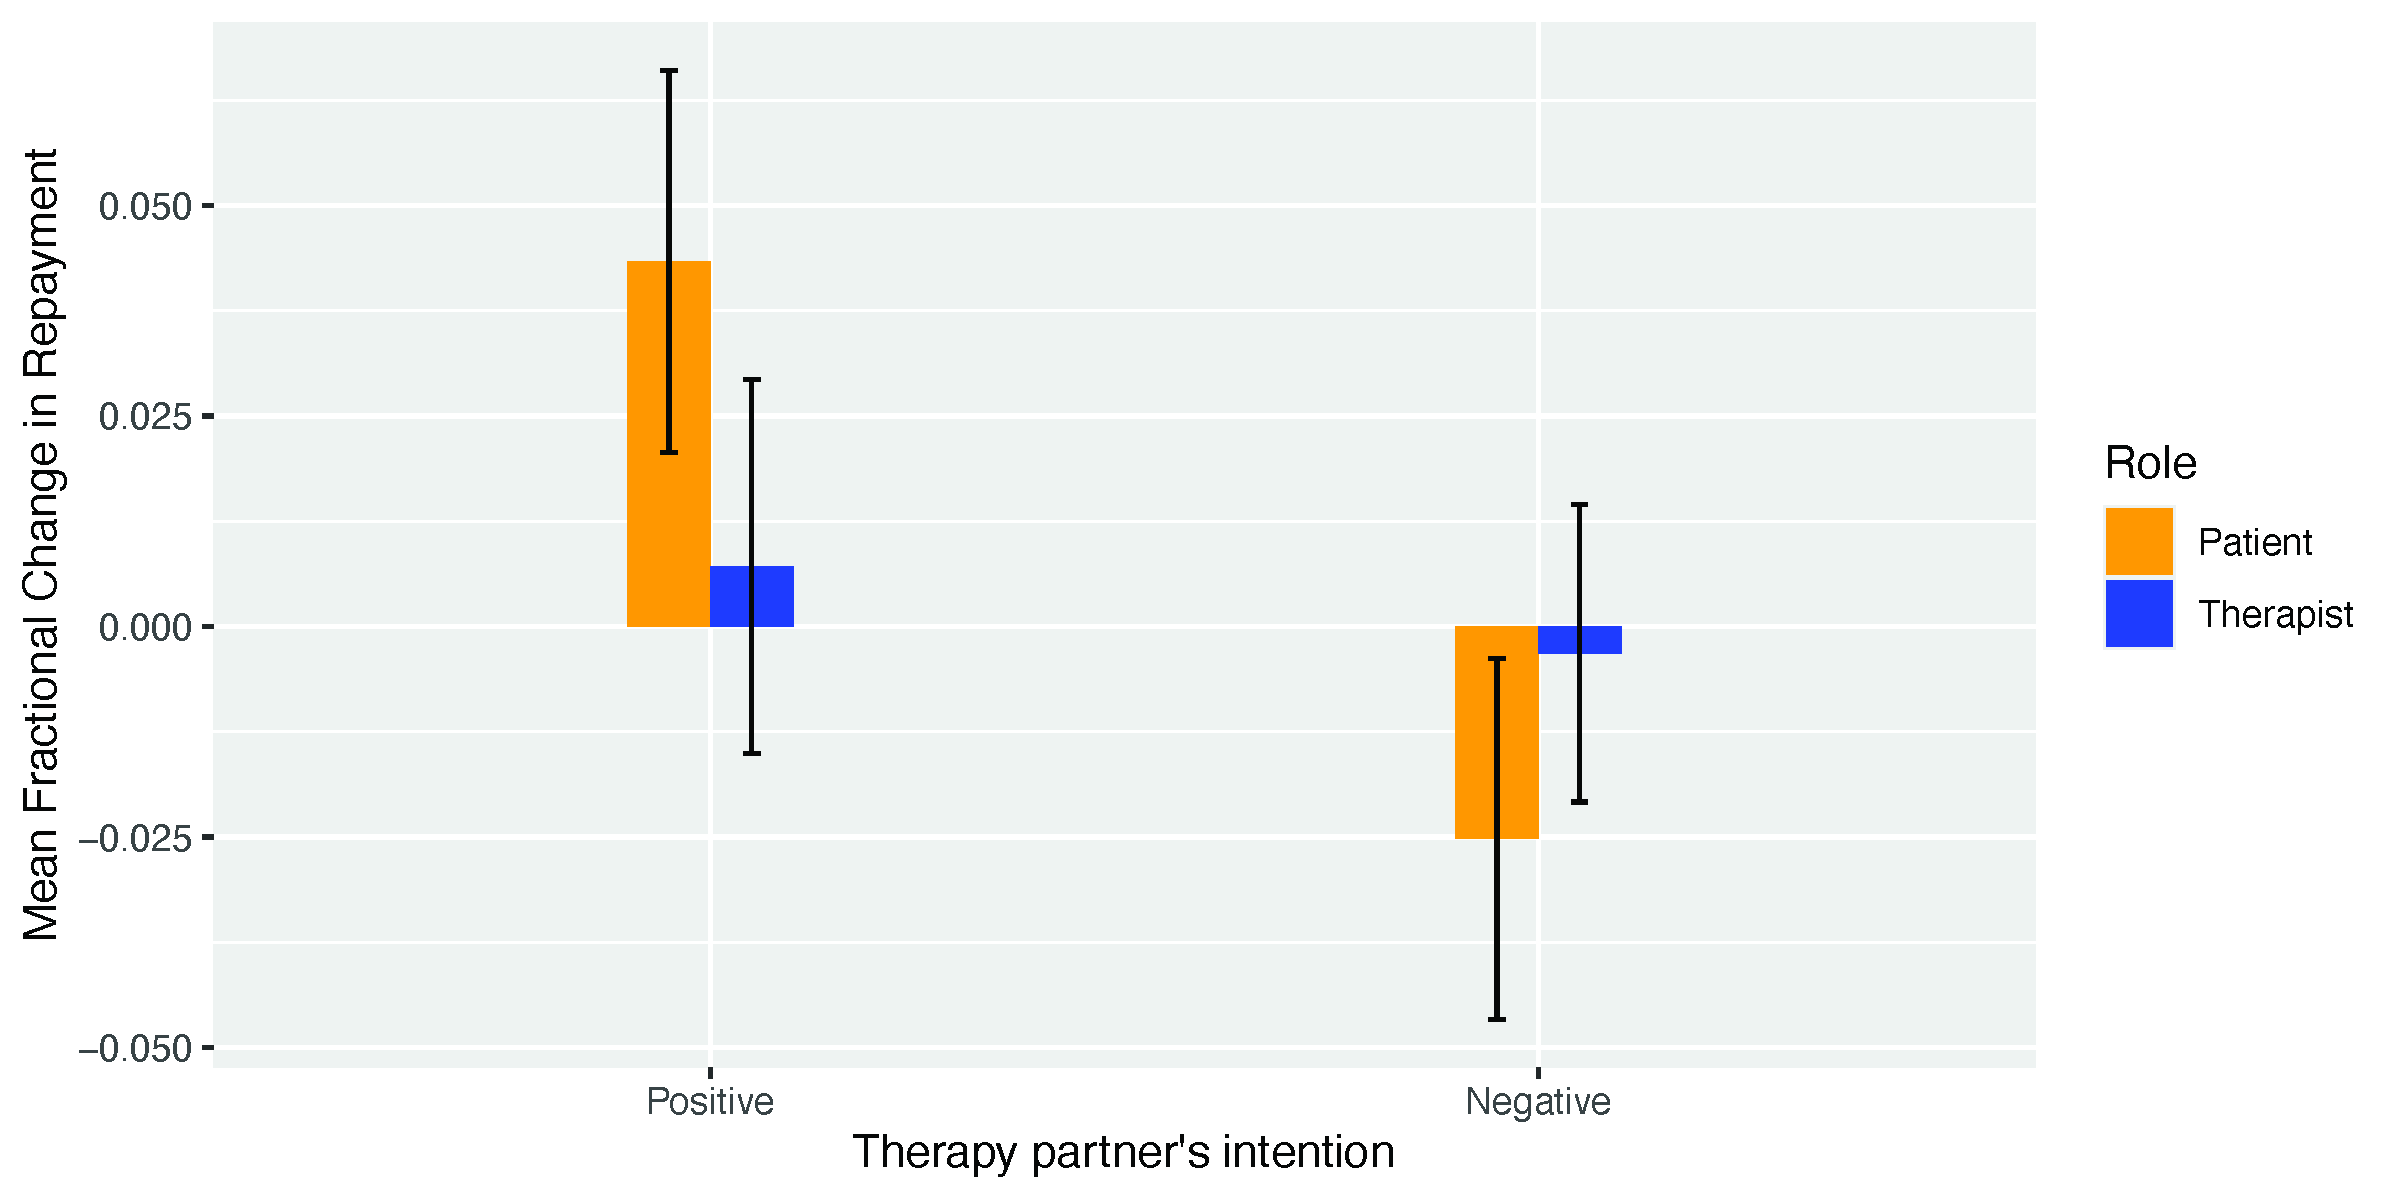 Mean Fractional Change in Repayment
0.050
0.025
0.000
−0.025
−0.050
Positive
Negative
Therapy partner's intention
Role
Patient
Therapist